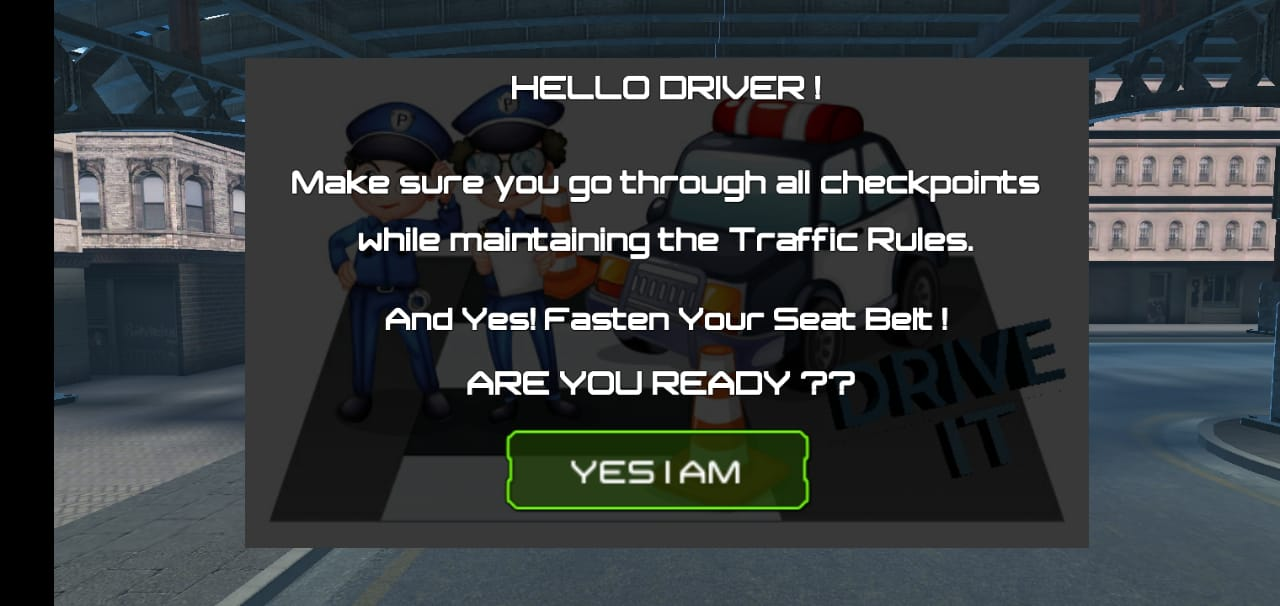 HELLO DRIVER !
Make sure you go through all checkpoints
while maintaining the Traffic Rules.
And Yes! Fasten Your Seat Belt !
ARE YOU READY ??
DRIVE
IT
YES I AM
P
P